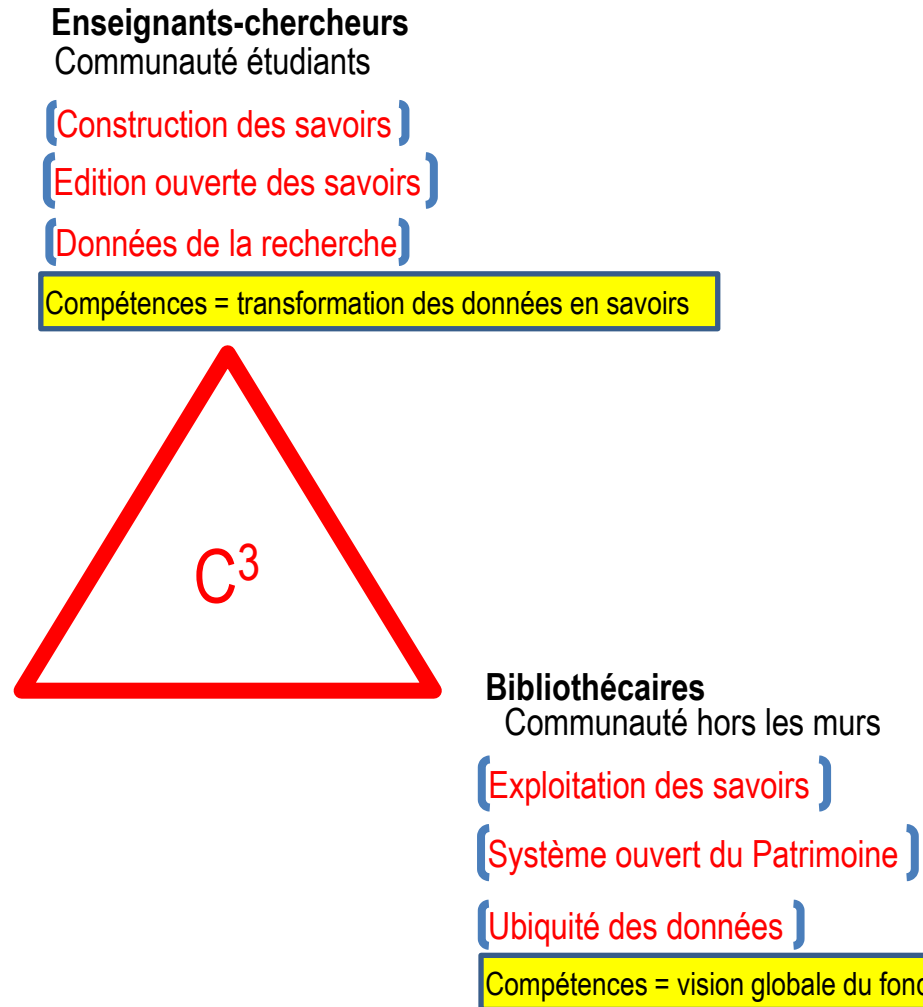 Enseignants-chercheurs
Communauté étudiants
Construction des savoirs
Edition ouverte des savoirs
Données de la recherche
Compétences = transformation des données en savoirs
C³
Bibliothécaires
Communauté hors les murs
Exploitation des savoirs
Système ouvert du Patrimoine
Ubiquité des données
Compétences = vision globale du